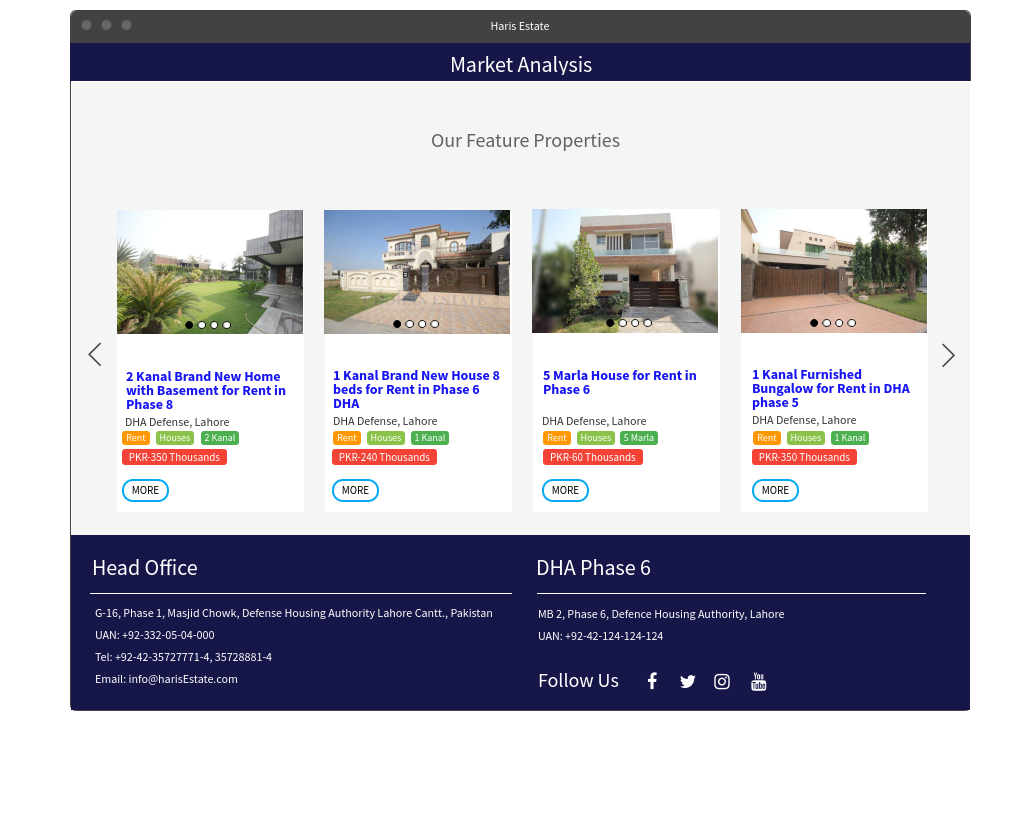 Haris Estate
Market Analysis
Our Feature Properties
2 Kanal Brand New Home
with Basement for Rent in
Phase 8
DHA Defense, Lahore
Rent Houses 2 Kanal
PKR-350 Thousands
MORE
1 Kanal Brand New House 8
beds for Rent in Phase 6
DHA
DHA Defense, Lahore
Rent Houses 1 Kanal
PKR-240 Thousands
MORE
5 Marla House for Rent in
Phase 6
DHA Defense, Lahore
Rent Houses 5 Marla
PKR-60 Thousands
MORE
1 Kanal Furnished
Bungalow for Rent in DHA
phase 5
DHA Defense, Lahore
Rent Houses 1 Kanal
PKR-350 Thousands
MORE
Head Office
G-16, Phase 1, Masjid Chowk, Defense Housing Authority Lahore Cantt., Pakistan
UAN: +92-332-05-04-000
Tel: +92-42-35727771-4, 35728881-4
Email: info@harisEstate.com
DHA Phase 6
MB 2, Phase 6, Defence Housing Authority, Lahore
UAN: +92-42-124-124-124
Follow Us
You
Tube